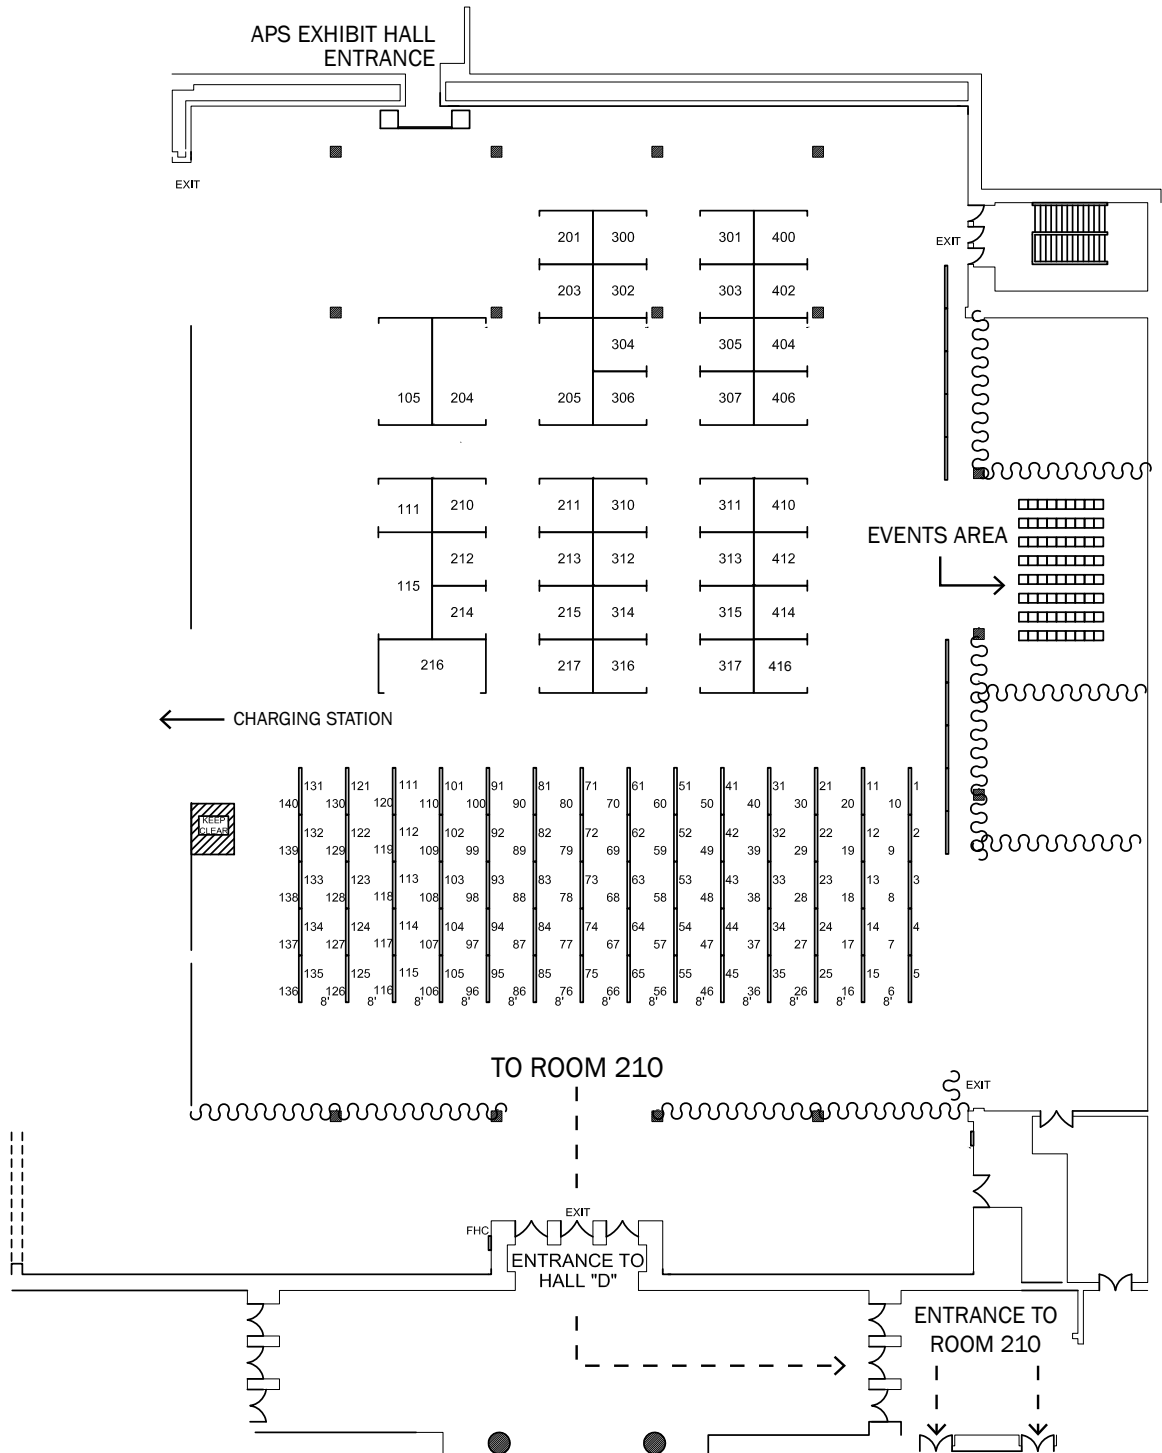 APS EXHIBIT HALL
ENTRANCE
EXIT
201 300 301 400
EXIT
203 302 303 402
304 305 404
105 204 205 306 307 406
111 210 211 310 311 410
EVENTS AREA
212 213 312 313 412
115
214 215 314 315 414
216 217 316 317 416
CHARGING STATION
131 121 111 101 91 81 71 61 51 41 31 21 11 1
140 130 120 110 100 90 80 70 60 50 40 30 20 10
KEEP
CLEAR
132 122 112 102 92 82 72 62 52 42 32 22 12 2
139 129 119 109 99 89 79 69 59 49 39 29 19 9
133 123 113 103 93 83 73 63 53 43 33 23 13 3
138 128 118 108 98 88 78 68 58 48 38 28 18 8
134 124 114 104 94 84 74 64 54 44 34 24 14 4
137 127 117 107 97 87 77 67 57 47 37 27 17 7
135 125 115 105 95 85 75 65 55 45 35 25 15 5
136 126 116 106 96 86 76 66 56 46 36 26 16 6
8' 8' 8' 8' 8' 8' 8' 8' 8' 8' 8' 8' 8'
TO ROOM 210
EXIT
EXIT
FHC
ENTRANCE TO
HALL "D"
ENTRANCE TO
ROOM 210